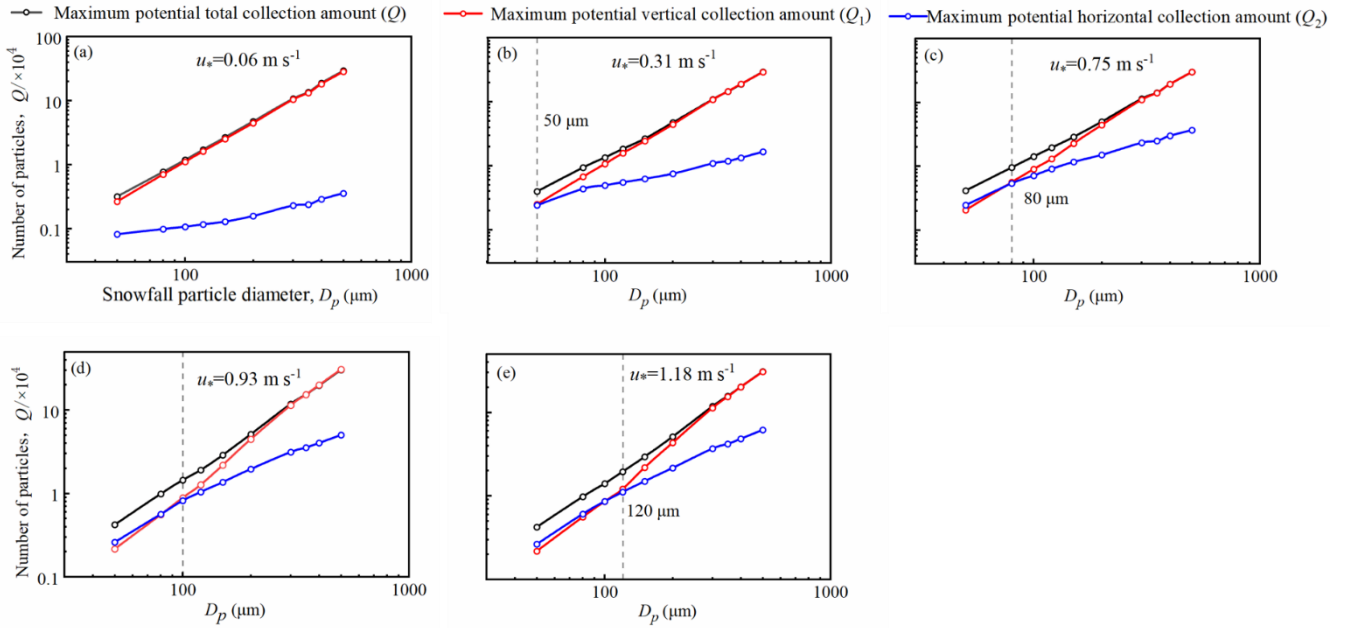 Maximum potential total collection amount (Q) Maximum potential vertical collection amount (Q₁) Maximum potential horizontal collection amount (Q₂)
Number of particles, Q/×10⁴
100
10
1
0.1
(a)
u*=0.06 m s⁻¹
100
1000
Snowfall particle diameter, Dₚ (μm)
(b)
u*=0.31 m s⁻¹
50 μm
100
1000
Dₚ (μm)
(c)
u*=0.75 m s⁻¹
80 μm
100
1000
Dₚ (μm)
Number of particles, Q/×10⁴
10
1
0.1
(d)
u*=0.93 m s⁻¹
100
1000
Dₚ (μm)
(e)
u*=1.18 m s⁻¹
120 μm
100
1000
Dₚ (μm)